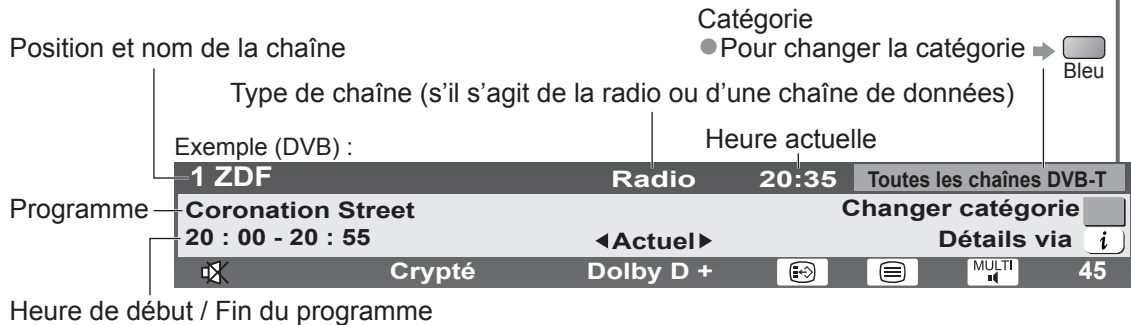 Catégorie
Position et nom de la chaîne
●Pour changer la catégorie
Bleu
Type de chaîne (s’il s’agit de la radio ou d’une chaîne de données)
Exemple (DVB) :
Heure actuelle
1 ZDF Radio 20:35 Toutes les chaînes DVB-T
Programme Coronation Street Changer catégorie
20 : 00 - 20 : 55 ◀Actuel▶ Détails via i
Crypté Dolby D + MULTI 45
Heure de début / Fin du programme